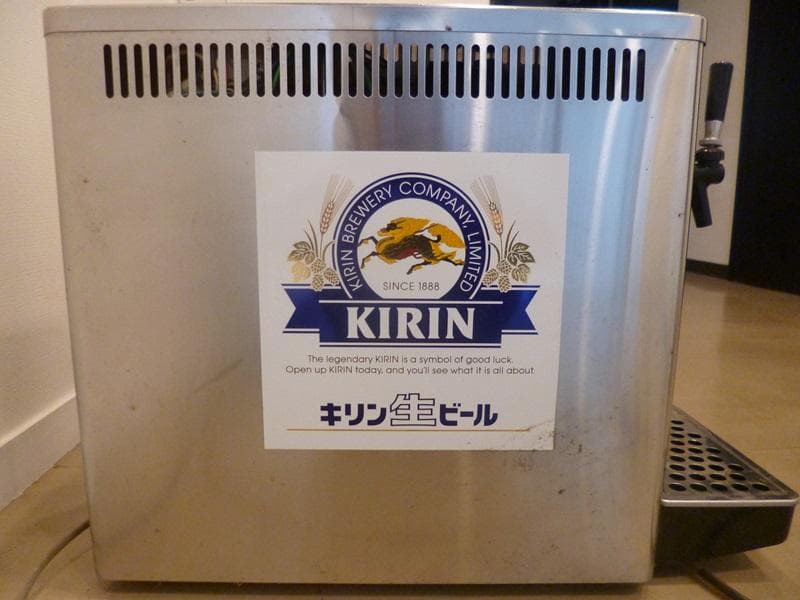 KIRIN BREWERY COMPANY, LIMITED
SINCE 1888
KIRIN
The legendary KIRIN is a symbol of good luck.
Open up KIRIN today, and you'll see what it is all about.
キリン生ビール